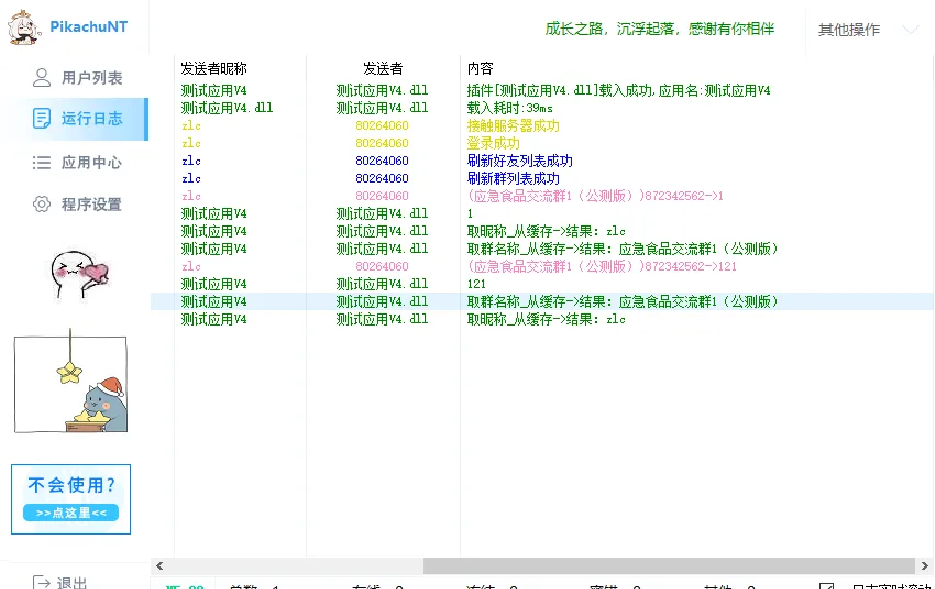 PikachuNT
成长之路，沉浮起落。感谢有你相伴
其他操作
用户列表
运行日志
应用中心
程序设置
不会使用?
>>点这里<<
退出
发送者昵称 发送者 内容
测试应用V4 测试应用V4.dll 插件[测试应用V4.dll]载入成功,应用名:测试应用V4
测试应用V4.dll 测试应用V4.dll 载入耗时:39ms
zlc 80264060 接触服务器成功
zlc 80264060 登录成功
zlc 80264060 刷新好友列表成功
zlc 80264060 刷新群列表成功
zlc 80264060 (应急食品交流群1（公测版）)872342562->1
测试应用V4 测试应用V4.dll 1
测试应用V4 测试应用V4.dll 取昵称_从缓存->结果: zlc
测试应用V4 测试应用V4.dll 取群名称_从缓存->结果: 应急食品交流群1（公测版）
zlc 80264060 (应急食品交流群1（公测版）)872342562->121
测试应用V4 测试应用V4.dll 121
测试应用V4 测试应用V4.dll 取群名称_从缓存->结果: 应急食品交流群1（公测版）
测试应用V4 测试应用V4.dll 取昵称_从缓存->结果: zlc